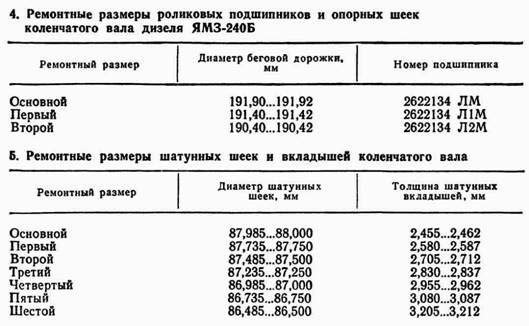 4. Ремонтные размеры роликовых подшипников и опорных шеек
коленчатого вала дизеля ЯМЗ-240Б
Ремонтный размер
Диаметр беговой дорожки,
мм
Номер подшипника
Основной 191,90...191,92 2622134 ЛМ
Первый 191,40...191,42 2622134 Л1М
Второй 190,40...190,42 2622134 Л2М
Б. Ремонтные размеры шатунных шеек и вкладышей коленчатого вала
Ремонтный размер
Диаметр шатунных
шеек, мм
Толщина шатунных
вкладышей, мм
Основной 87,985...88,000 2,455...2,462
Первый 87,735...87,750 2,580...2,587
Второй 87,485...87,500 2,705...2,712
Третий 87,235...87,250 2,830...2,837
Четвертый 86,985...87,000 2,955...2,962
Пятый 86,735...86,750 3,080...3,087
Шестой 86,485...86,500 3,205...3,212